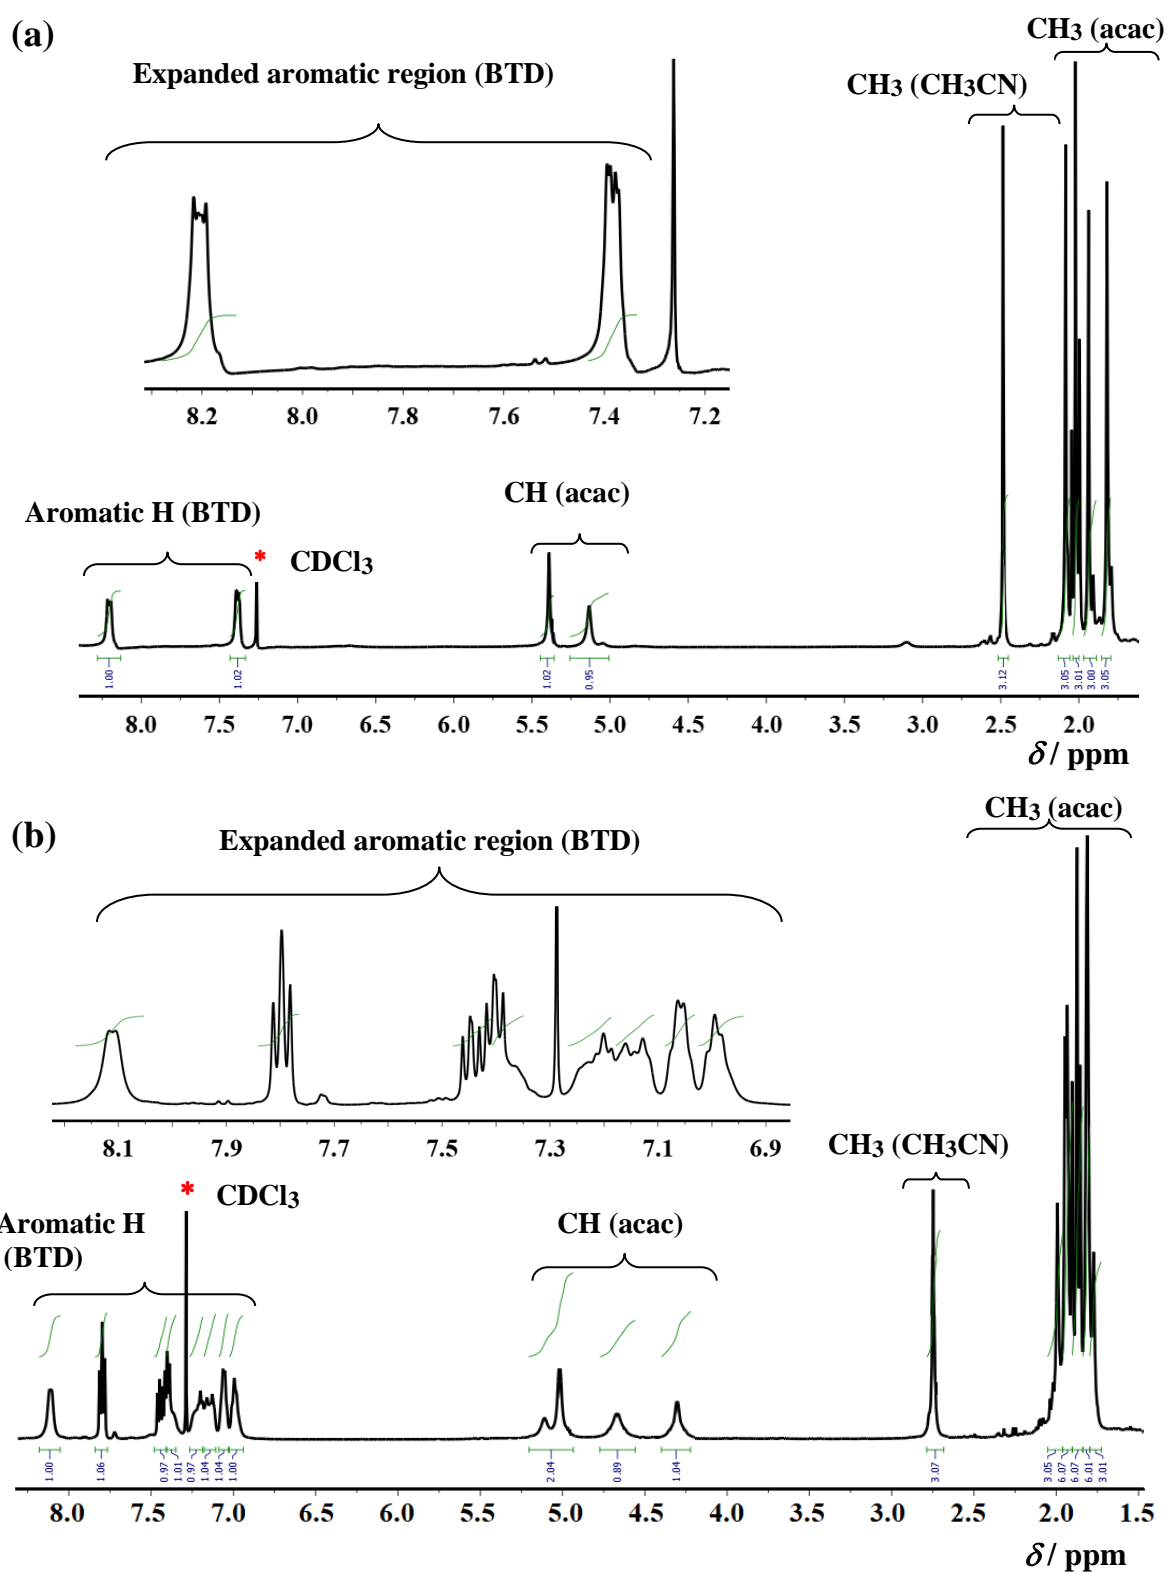 (a)
CH3 (acac)
Expanded aromatic region (BTD)
CH3 (CH3CN)
8.2 8.0 7.8 7.6 7.4 7.2
CH (acac)
Aromatic H (BTD)
* CDCl3
1.00 1.02 1.02 0.95 3.12 3.05 3.01 3.00 3.05
8.0 7.5 7.0 6.5 6.0 5.5 5.0 4.5 4.0 3.5 3.0 2.5 2.0
δ / ppm
CH3 (acac)
(b)
Expanded aromatic region (BTD)
8.1 7.9 7.7 7.5 7.3 7.1 6.9
CH3 (CH3CN)
* CDCl3
Aromatic H
(BTD)
CH (acac)
1.00 1.06 0.97 1.01 0.97 1.04 1.04 1.00 2.04 0.89 1.04 3.07 3.05 6.07 6.07 6.01 3.01
8.0 7.5 7.0 6.5 6.0 5.5 5.0 4.5 4.0 3.5 3.0 2.5 2.0 1.5
δ / ppm